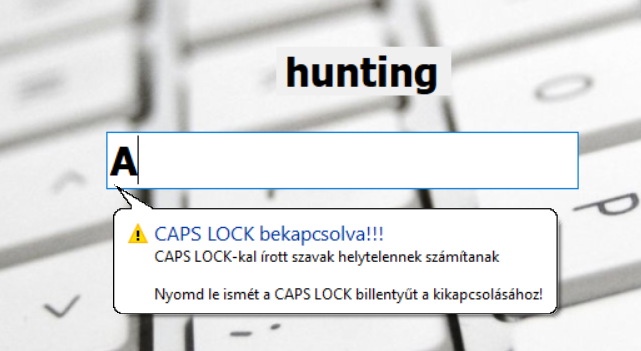 hunting
A
CAPS LOCK bekapcsolva!!!
CAPS LOCK-kal írott szavak helytelennek számítanak
Nyomd le ismét a CAPS LOCK billentyűt a kikapcsolásához!